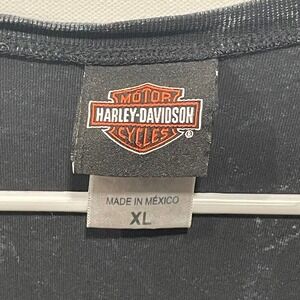 MOTOR
HARLEY-DAVIDSON
CYCLES
®
MADE IN MÉXICO
XL